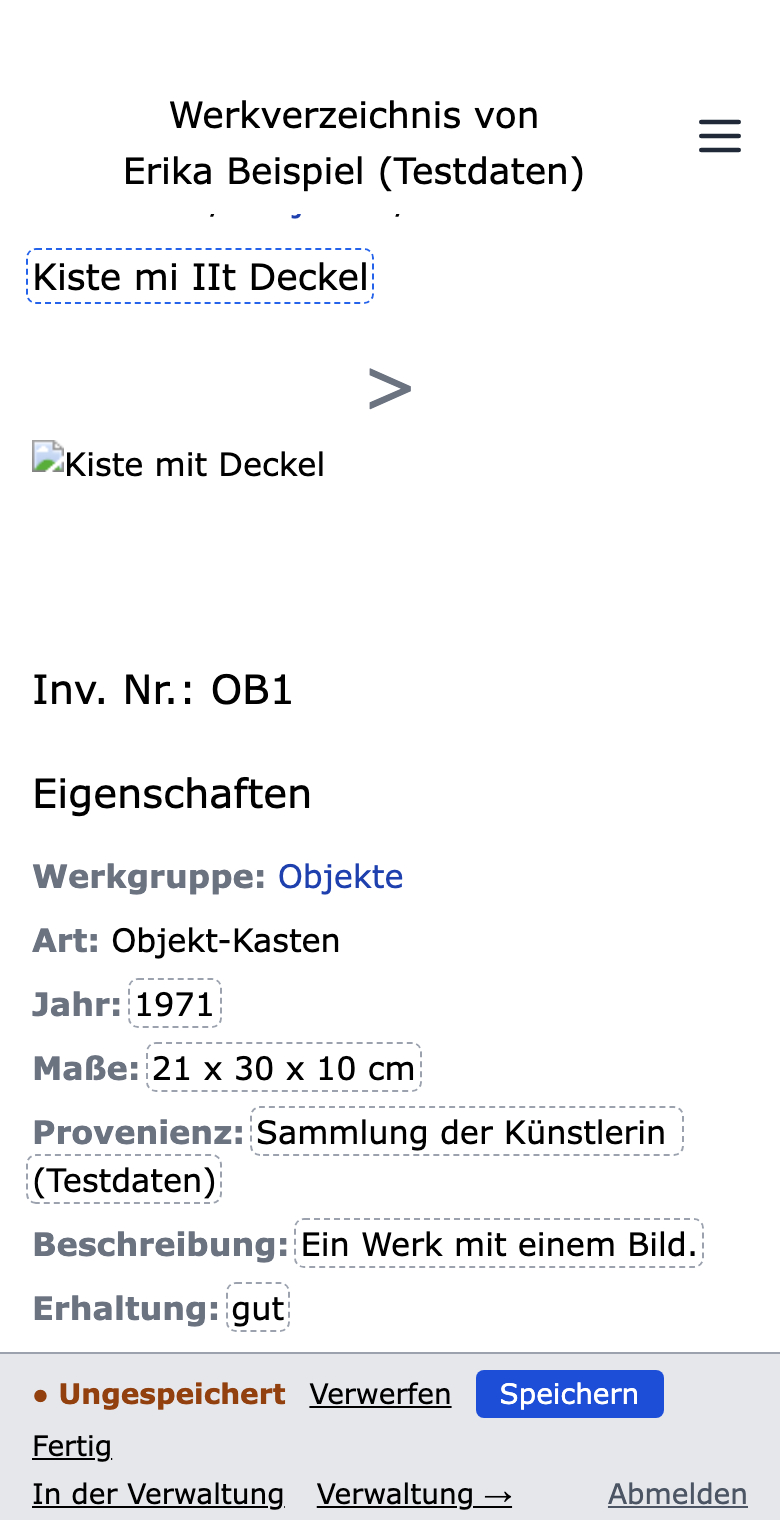 Werkverzeichnis von
Erika Beispiel (Testdaten)
Kiste mi IIt Deckel
>
Kiste mit Deckel
Inv. Nr.: OB1
Eigenschaften
Werkgruppe: Objekte
Art: Objekt-Kasten
Jahr: 1971
Maße: 21 x 30 x 10 cm
Provenienz: Sammlung der Künstlerin
(Testdaten)
Beschreibung: Ein Werk mit einem Bild.
Erhaltung: gut
● Ungespeichert Verwerfen Speichern
Fertig
In der Verwaltung Verwaltung → Abmelden